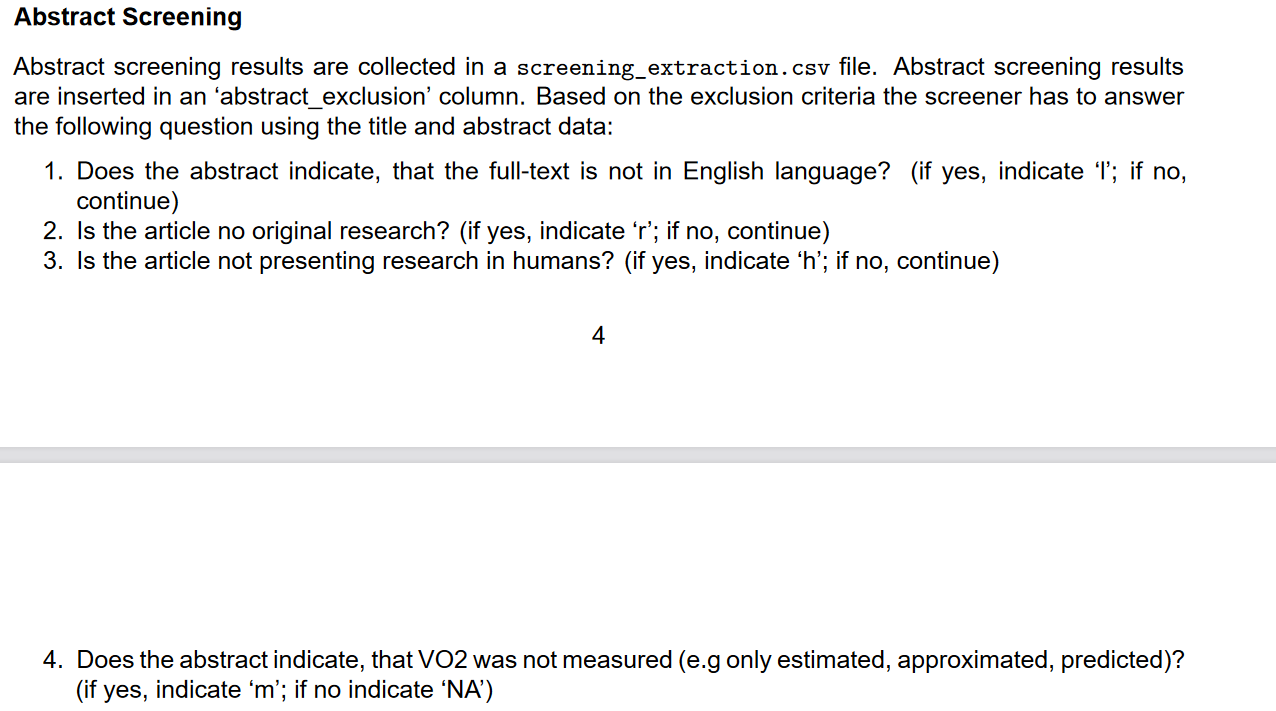 Abstract Screening
Abstract screening results are collected in a screening_extraction.csv file. Abstract screening results
are inserted in an ‘abstract_exclusion’ column. Based on the exclusion criteria the screener has to answer
the following question using the title and abstract data:
1. Does the abstract indicate, that the full-text is not in English language? (if yes, indicate ‘l’; if no,
continue)
2. Is the article no original research? (if yes, indicate ‘r’; if no, continue)
3. Is the article not presenting research in humans? (if yes, indicate ‘h’; if no, continue)
4
4. Does the abstract indicate, that VO2 was not measured (e.g only estimated, approximated, predicted)?
(if yes, indicate ‘m’; if no indicate ‘NA’)